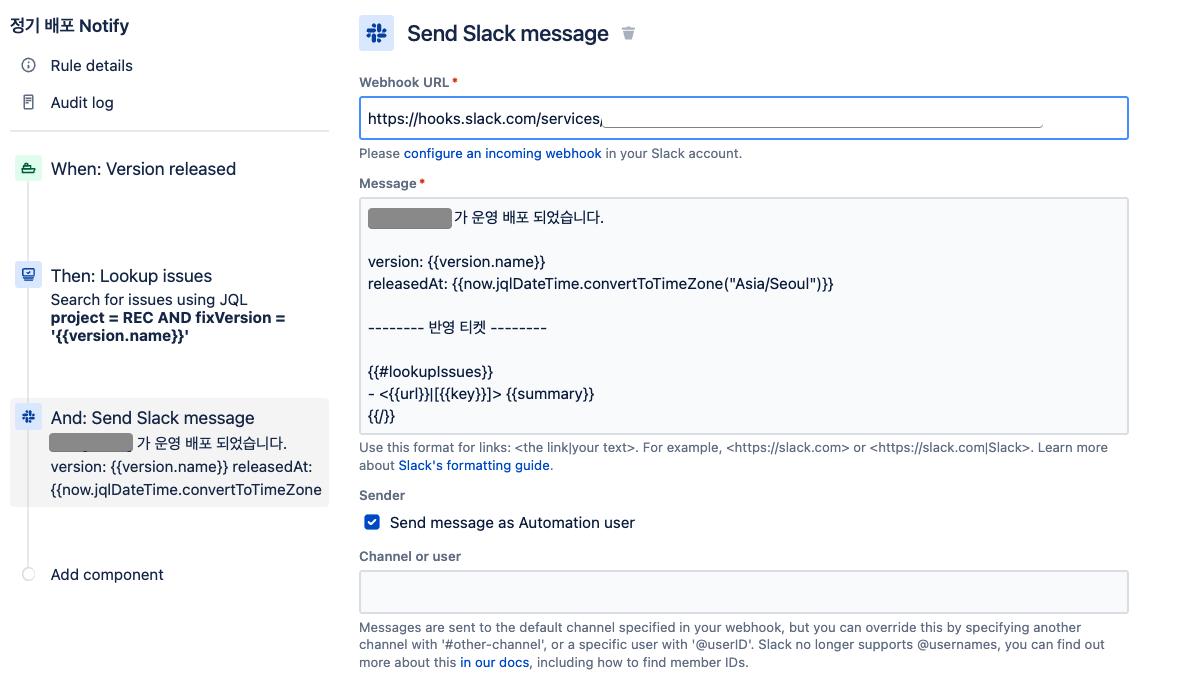 정기 배포 Notify
Rule details
Audit log
When: Version released
Then: Lookup issues
Search for issues using JQL
project = REC AND fixVersion =
'{{version.name}}'
And: Send Slack message
가 운영 배포 되었습니다.
version: {{version.name}} releasedAt:
{{now.jqlDateTime.convertToTimeZone
Add component
Send Slack message
Webhook URL *
https://hooks.slack.com/services/
Please configure an incoming webhook in your Slack account.
Message *
가 운영 배포 되었습니다.
version: {{version.name}}
releasedAt: {{now.jqlDateTime.convertToTimeZone("Asia/Seoul")}}
-------- 반영 티켓 --------
{{#lookupIssues}}
- <{{url}}|[{{key}}]> {{summary}}
{{/}}
Use this format for links: <the link|your text>. For example, <https://slack.com> or <https://slack.com|Slack>. Learn more
about Slack's formatting guide.
Sender
Send message as Automation user
Channel or user
Messages are sent to the default channel specified in your webhook, but you can override this by specifying another
channel with '#other-channel', or a specific user with '@userID'. Slack no longer supports @usernames, you can find out
more about this in our docs, including how to find member IDs.